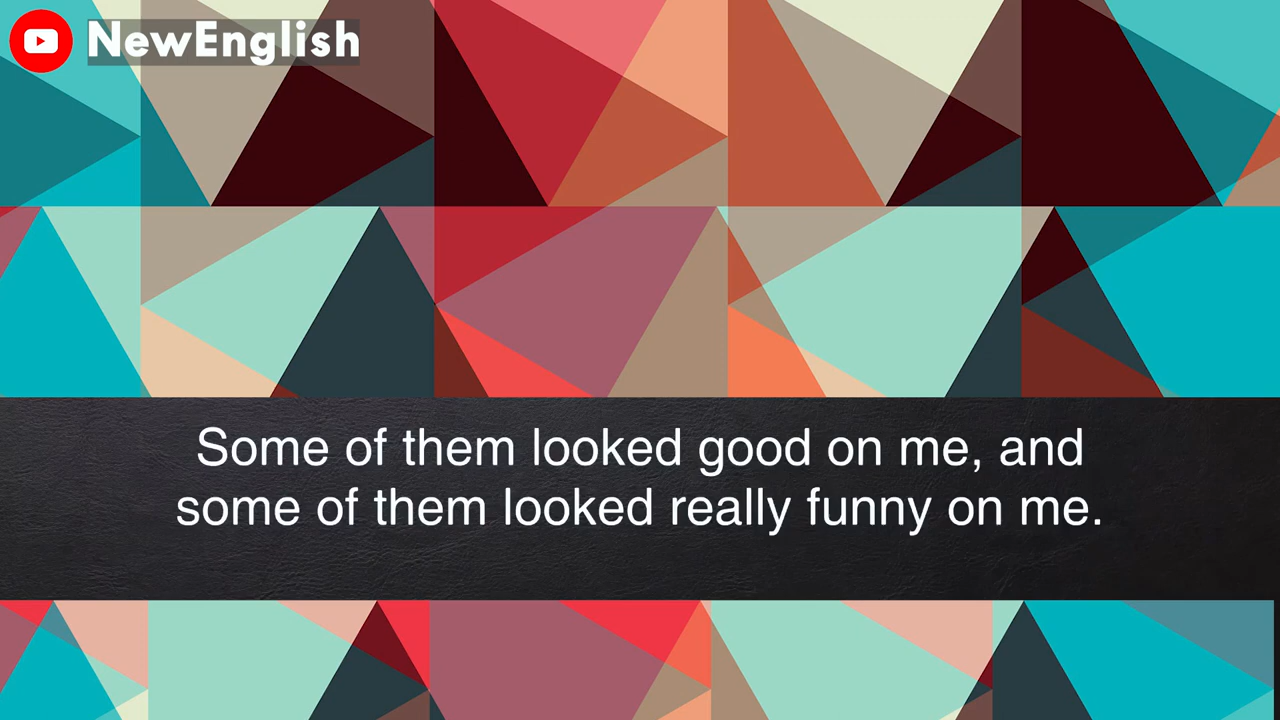 NewEnglish
Some of them looked good on me, and
some of them looked really funny on me.